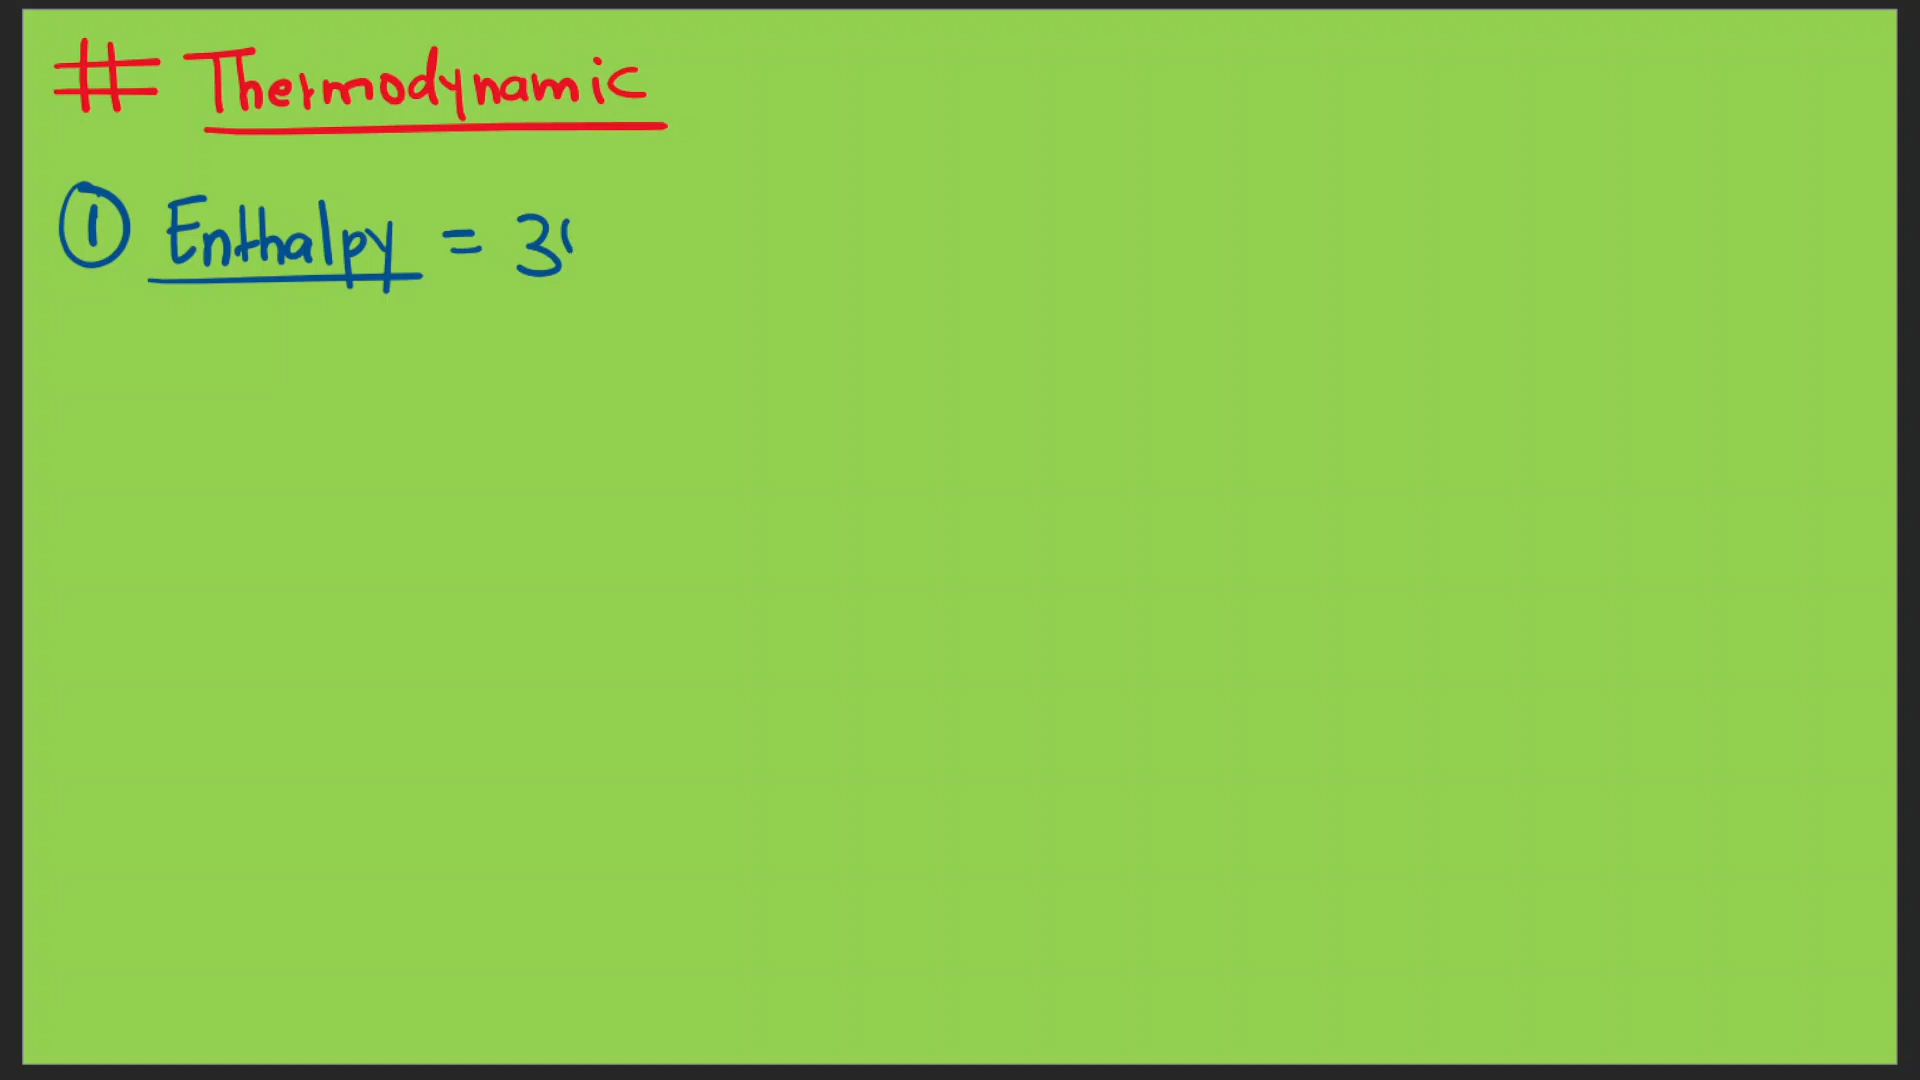 # Thermodynamic
① Enthalpy = 3